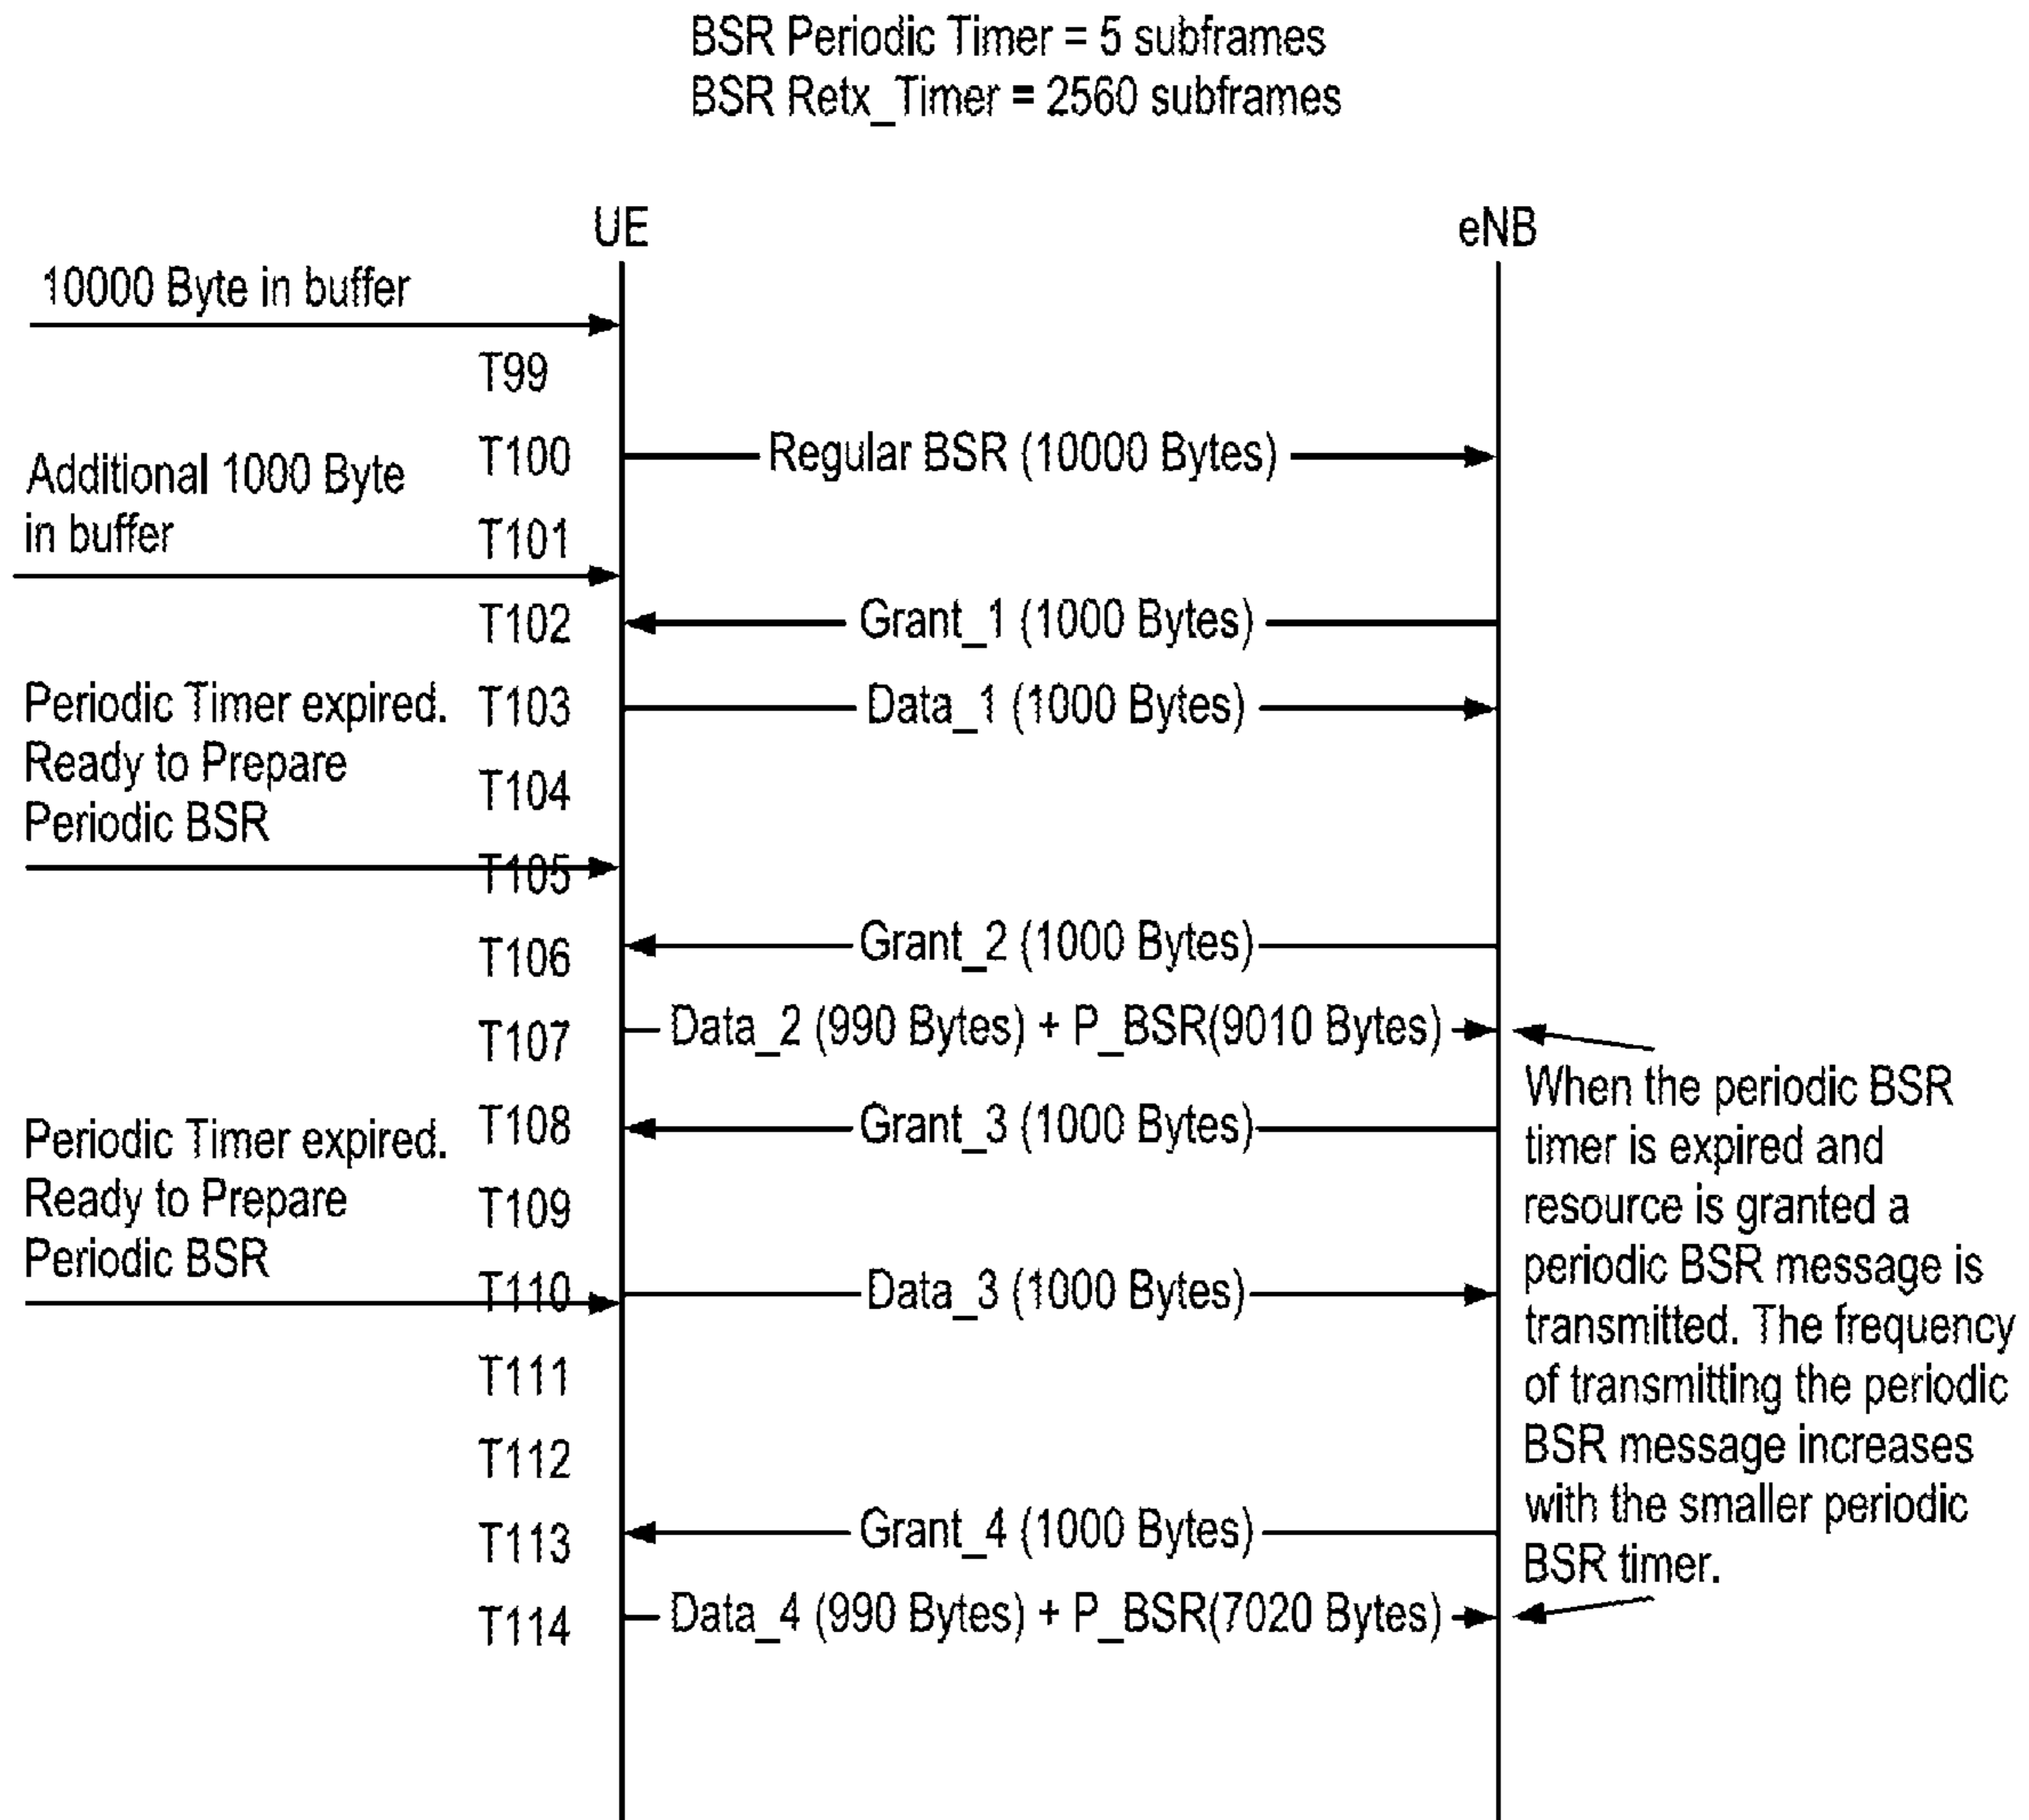 BSR Periodic Timer = 5 subframes
BSR Retx_Timer = 2560 subframes
UE
eNB
10000 Byte in buffer
T99
T100
Regular BSR (10000 Bytes)
Additional 1000 Byte
in buffer
T101
T102
Grant_1 (1000 Bytes)
Periodic Timer expired.
Ready to Prepare
Periodic BSR
T103
Data_1 (1000 Bytes)
T104
T105
T106
Grant_2 (1000 Bytes)
T107
Data_2 (990 Bytes) + P_BSR(9010 Bytes)
T108
Grant_3 (1000 Bytes)
Periodic Timer expired.
Ready to Prepare
Periodic BSR
T109
T110
Data_3 (1000 Bytes)
T111
T112
T113
Grant_4 (1000 Bytes)
T114
Data_4 (990 Bytes) + P_BSR(7020 Bytes)
When the periodic BSR
timer is expired and
resource is granted a
periodic BSR message is
transmitted. The frequency
of transmitting the periodic
BSR message increases
with the smaller periodic
BSR timer.